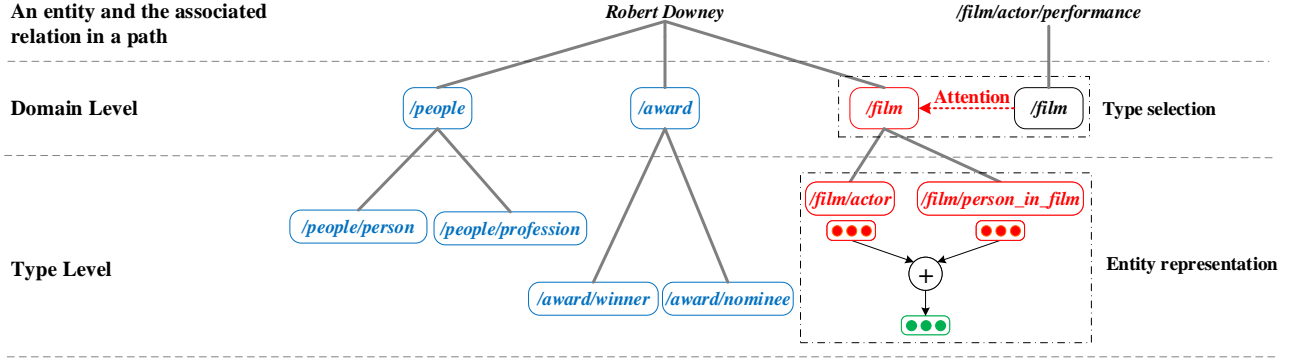 An entity and the associated
relation in a path
Robert Downey
/film/actor/performance
Domain Level
/people
/award
/film
Attention
/film
Type selection
/film/actor
/film/person_in_film
/people/person
/people/profession
Type Level
+
Entity representation
/award/winner
/award/nominee